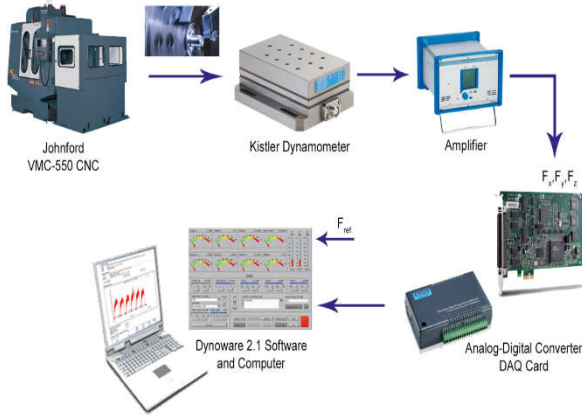 Johnford
VMC-550 CNC
Kistler Dynamometer
Amplifier
Fx,Fy,Fz
Fref
Dynoware 2.1 Software
and Computer
Analog-Digital Converter
DAQ Card